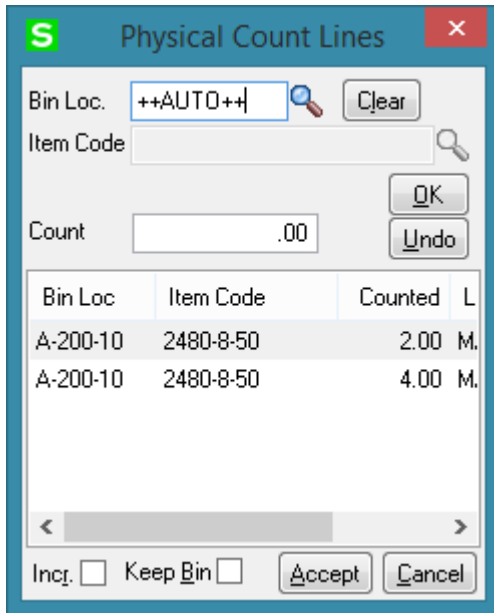 S Physical Count Lines
Bin Loc. ++AUTO++ Clear
Item Code
OK
Count .00 Undo
Bin Loc Item Code Counted L
A-200-10 2480-8-50 2.00 M.
A-200-10 2480-8-50 4.00 M.
Incr. Keep Bin Accept Cancel